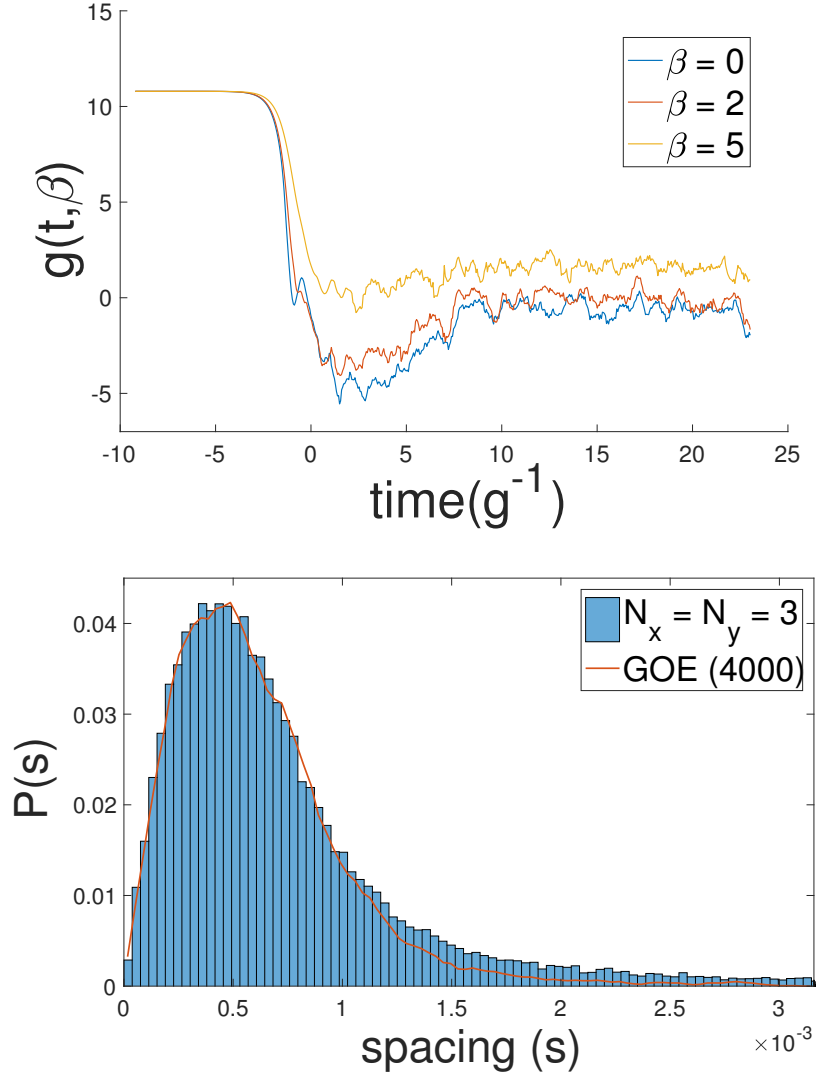 15
10
5
0
-5
-10
-5
0
5
10
15
20
25
g(t,β)
time(g⁻¹)
β = 0
β = 2
β = 5
0.04
0.03
0.02
0.01
0
0
0.5
1
1.5
2
2.5
3
×10⁻³
P(s)
spacing (s)
N_x = N_y = 3
GOE (4000)